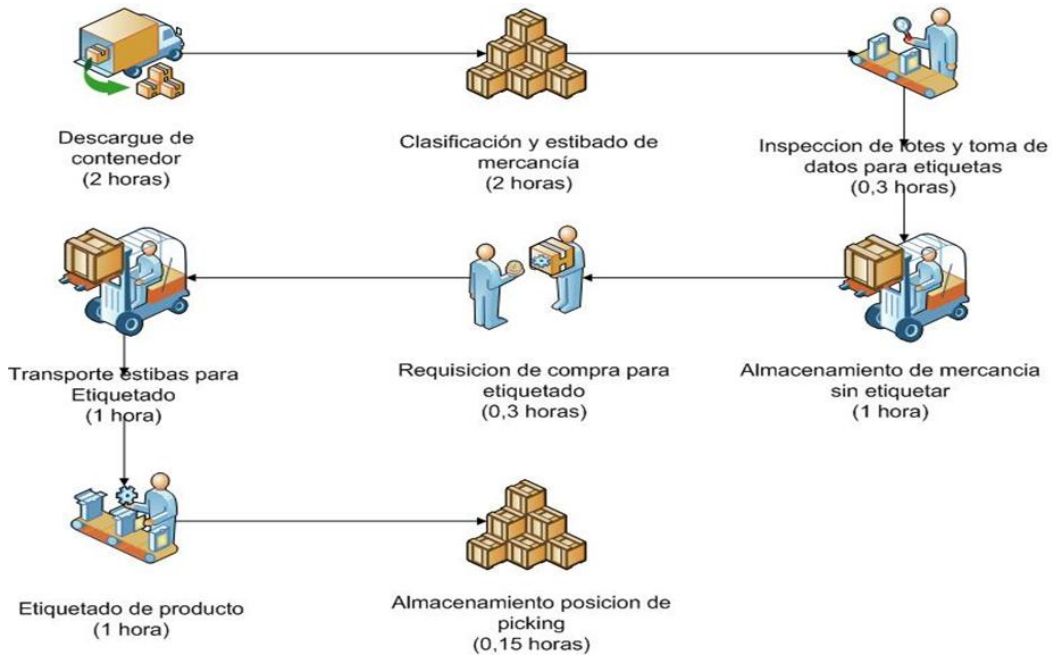 Descargue de
contenedor
(2 horas)
Clasificación y estibado de
mercancía
(2 horas)
Inspeccion de lotes y toma de
datos para etiquetas
(0,3 horas)
Transporte estibas para
Etiquetado
(1 hora)
Requisicion de compra para
etiquetado
(0,3 horas)
Almacenamiento de mercancia
sin etiquetar
(1 hora)
Etiquetado de producto
(1 hora)
Almacenamiento posicion de
picking
(0,15 horas)